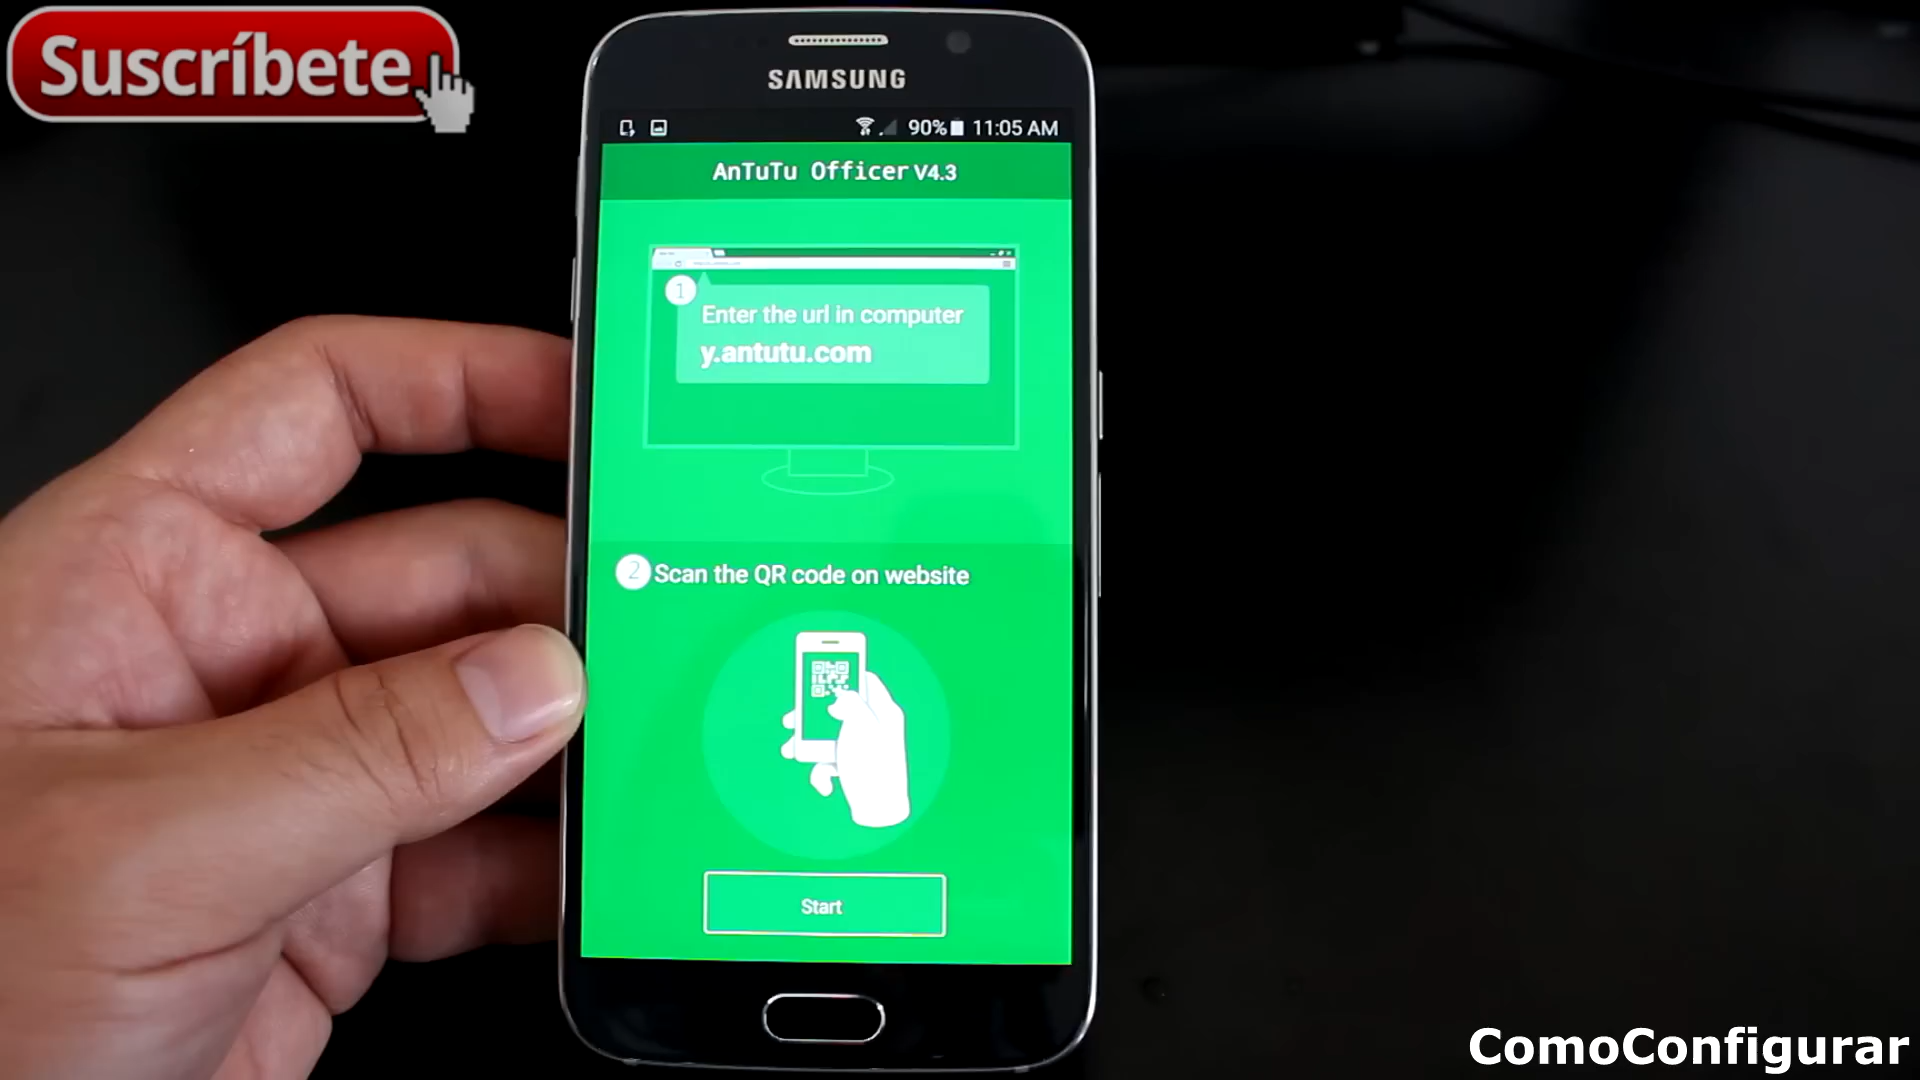 Suscríbete
SAMSUNG
90% 11:05 AM
AnTuTu Officer V4.3
1
Enter the url in computer
y.antutu.com
2 Scan the QR code on website
Start
ComoConfigurar